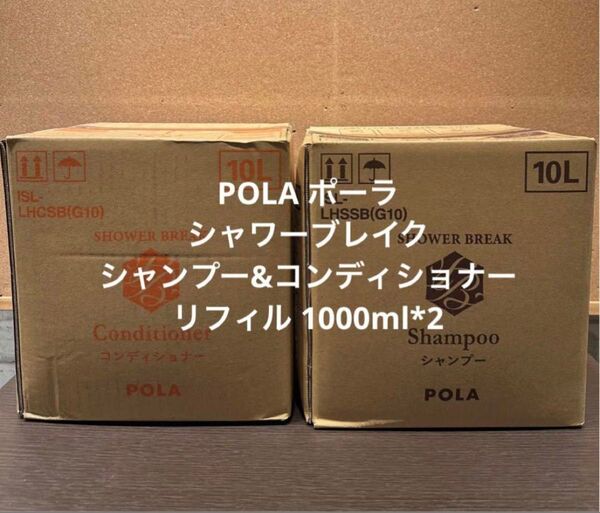 POLA ポーラ
シャワーブレイク
シャンプー&コンディショナー
リフィル 1000ml*2
10L
ISL-
LHCSB(G10)
SHOWER BREAK
Conditioner
コンディショナー
POLA
10L
ISL-
LHSSB(G10)
SHOWER BREAK
Shampoo
シャンプー
POLA